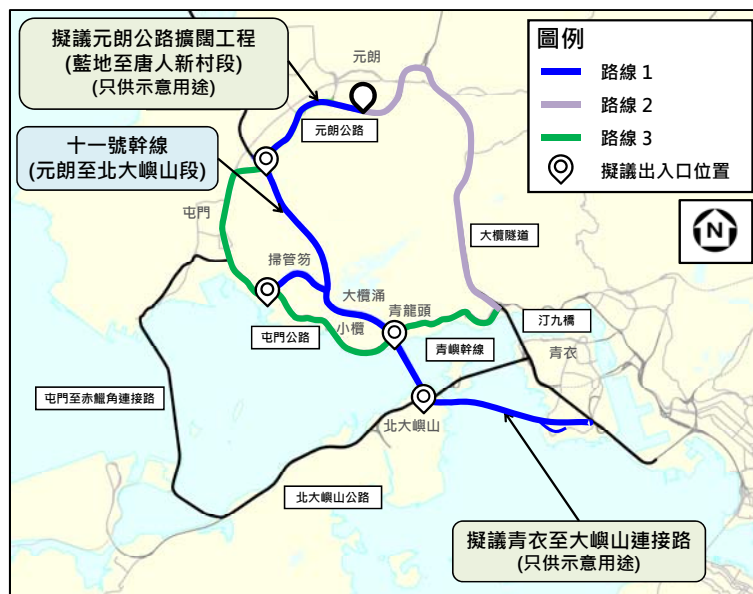 擬議元朗公路擴闊工程
(藍地至唐人新村段)
(只供示意用途)
元朗
圖例
路線 1
路線 2
路線 3
擬議出入口位置
N
元朗公路
十一號幹線
(元朗至北大嶼山段)
屯門
大欖隧道
掃管笏
大欖涌
青龍頭
小欖
屯門公路
汀九橋
青嶼幹線
青衣
屯門至赤鱲角連接路
北大嶼山
北大嶼山公路
擬議青衣至大嶼山連接路
(只供示意用途)